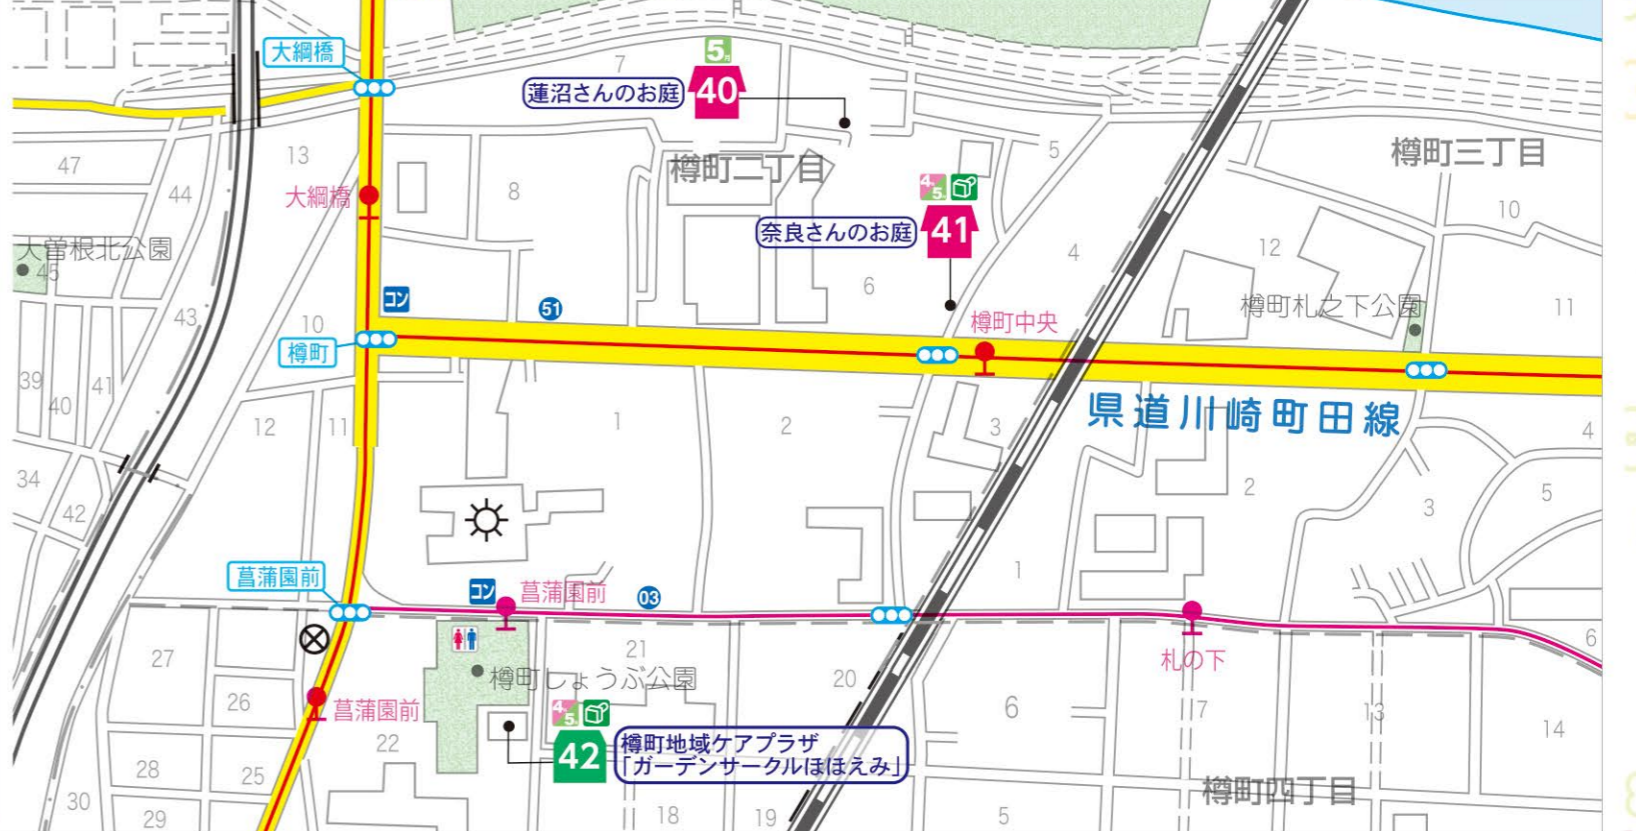 大綱橋
7
5月
40
蓮沼さんのお庭
樽町三丁目
47
13
44
8
樽町二丁目
5
10
大綱橋
4月
5月
41
奈良さんのお庭
大曽根北公園
45
4
12
6
43
10
コン
51
樽町中央
樽町札之下公園
11
樽町
39
40
41
県道川崎町田線
12
11
1
2
3
4
34
42
2
3
5
菖蒲園前
コン
菖蒲園前
03
1
札の下
6
27
21
樽町しょうぶ公園
20
26
菖蒲園前
4月
5月
6
7
13
14
22
42
樽町地域ケアプラザ
「ガーデンサークルほほえみ」
28
25
樽町四丁目
30
29
18
19
5